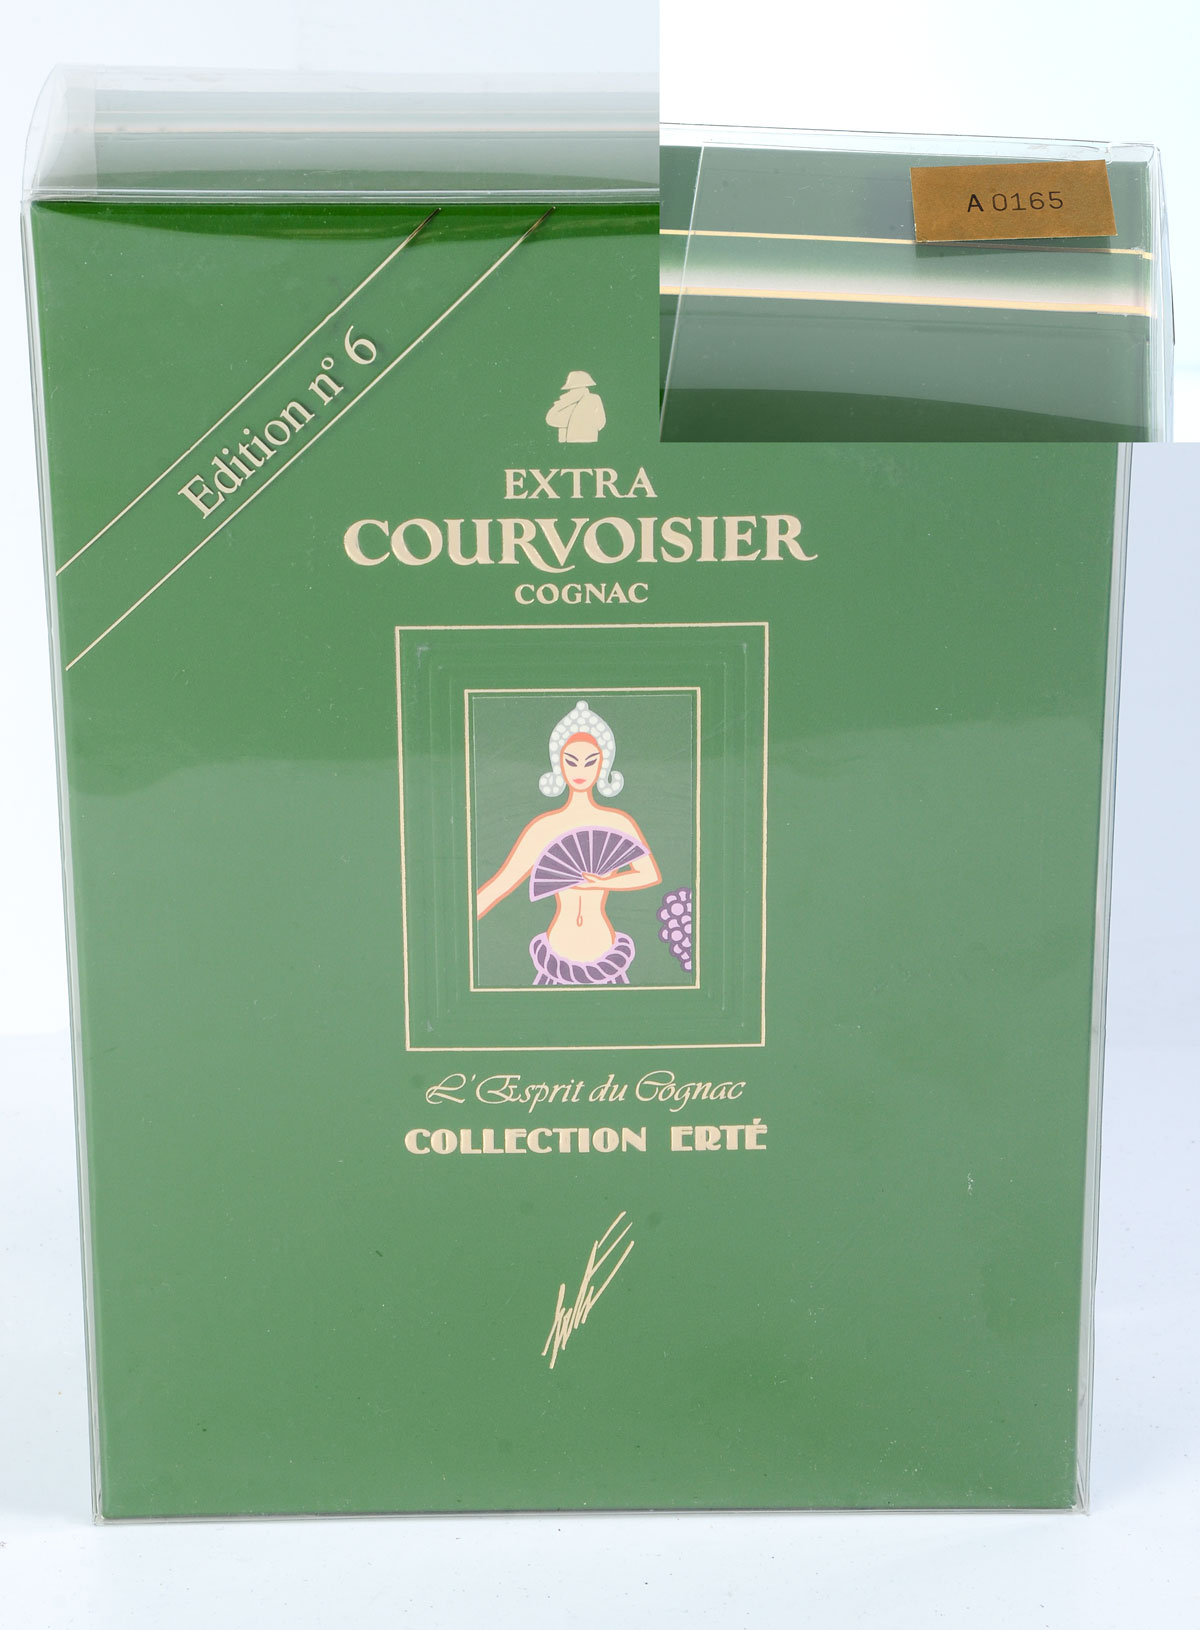 A 0165
Edition n° 6
EXTRA
COURVOISIER
COGNAC
L'Esprit du Cognac
COLLECTION ERTÉ